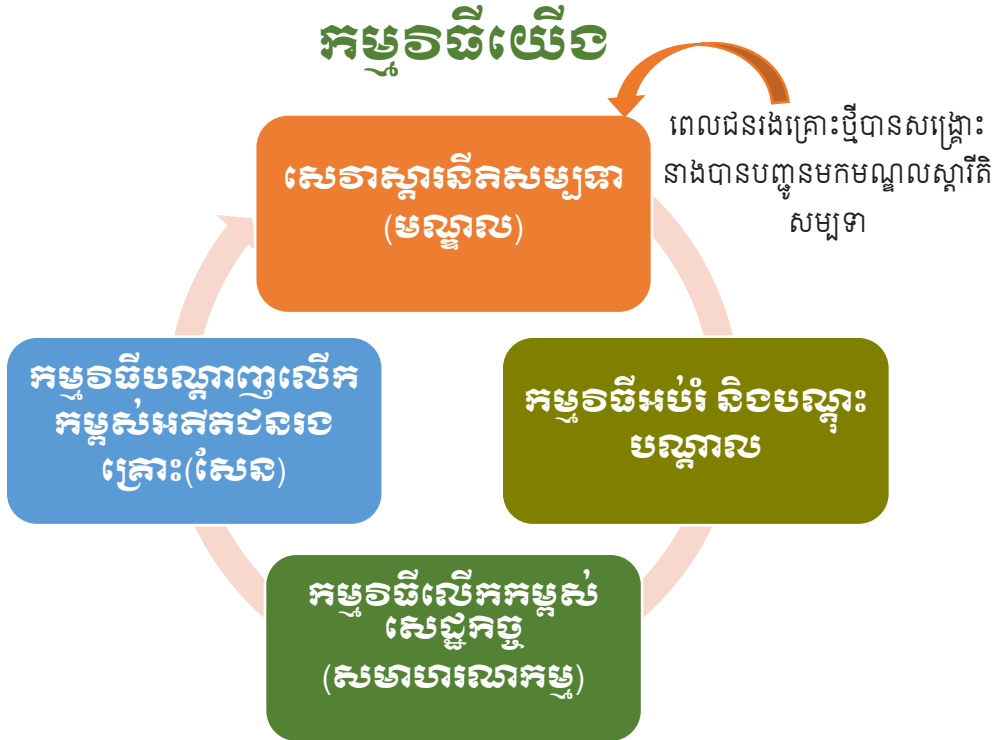 កម្មវិធីយើង
ពេលជនរងគ្រោះថ្មីបានសង្គ្រោះ
នាងបានបញ្ជូនមកមណ្ឌលស្តារីតិ
សម្បទា
សេវាស្តារនីតិសម្បទា
(មណ្ឌល)
កម្មវិធីអប់រំ និងបណ្តុះ
បណ្តាល
កម្មវិធីលើកកម្ពស់
សេដ្ឋកិច្ច
(សមាហរណកម្ម)
កម្មវិធីបណ្តាញលើក
កម្ពស់អតីតជនរង
គ្រោះ(សែន)